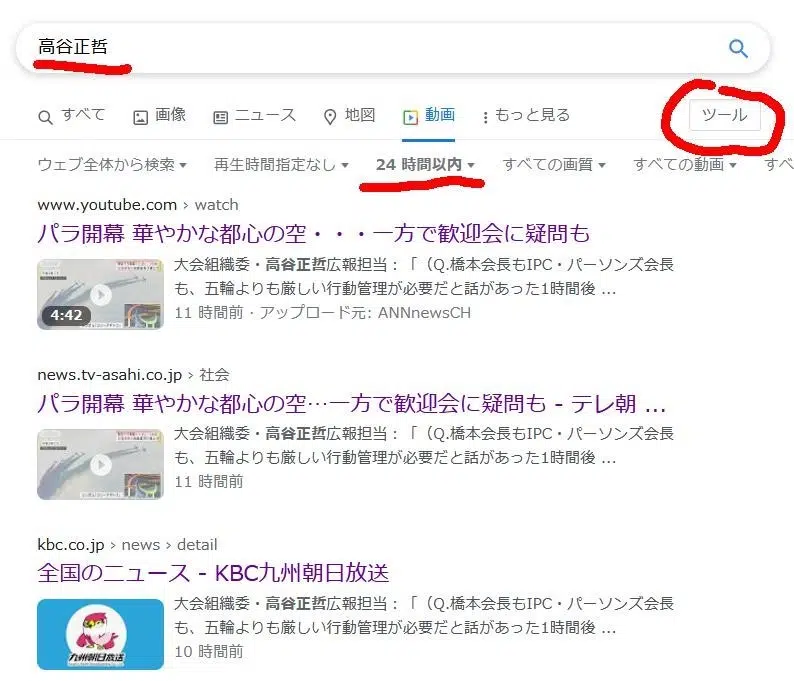 高谷正哲
すべて 画像 ニュース 地図 動画 もっと見る ツール
ウェブ全体から検索 再生時間指定なし 24 時間以内 すべての画質 すべての動画 すべ
www.youtube.com › watch
パラ開幕 華やかな都心の空・・・一方で歓迎会に疑問も
大会組織委・高谷正哲広報担当：「（Q.橋本会長もIPC・パーソンズ会長
も、五輪よりも厳しい行動管理が必要だと話があった1時間後 ...
4:42
11 時間前 · アップロード元: ANNnewsCH
news.tv-asahi.co.jp › 社会
パラ開幕 華やかな都心の空…一方で歓迎会に疑問も - テレ朝 ...
大会組織委・高谷正哲広報担当：「（Q.橋本会長もIPC・パーソンズ会長
も、五輪よりも厳しい行動管理が必要だと話があった1時間後 ...
11 時間前
kbc.co.jp › news › detail
全国のニュース - KBC九州朝日放送
大会組織委・高谷正哲広報担当：「（Q.橋本会長もIPC・パーソンズ会長
も、五輪よりも厳しい行動管理が必要だと話があった1時間後 ...
九州朝日放送
10 時間前